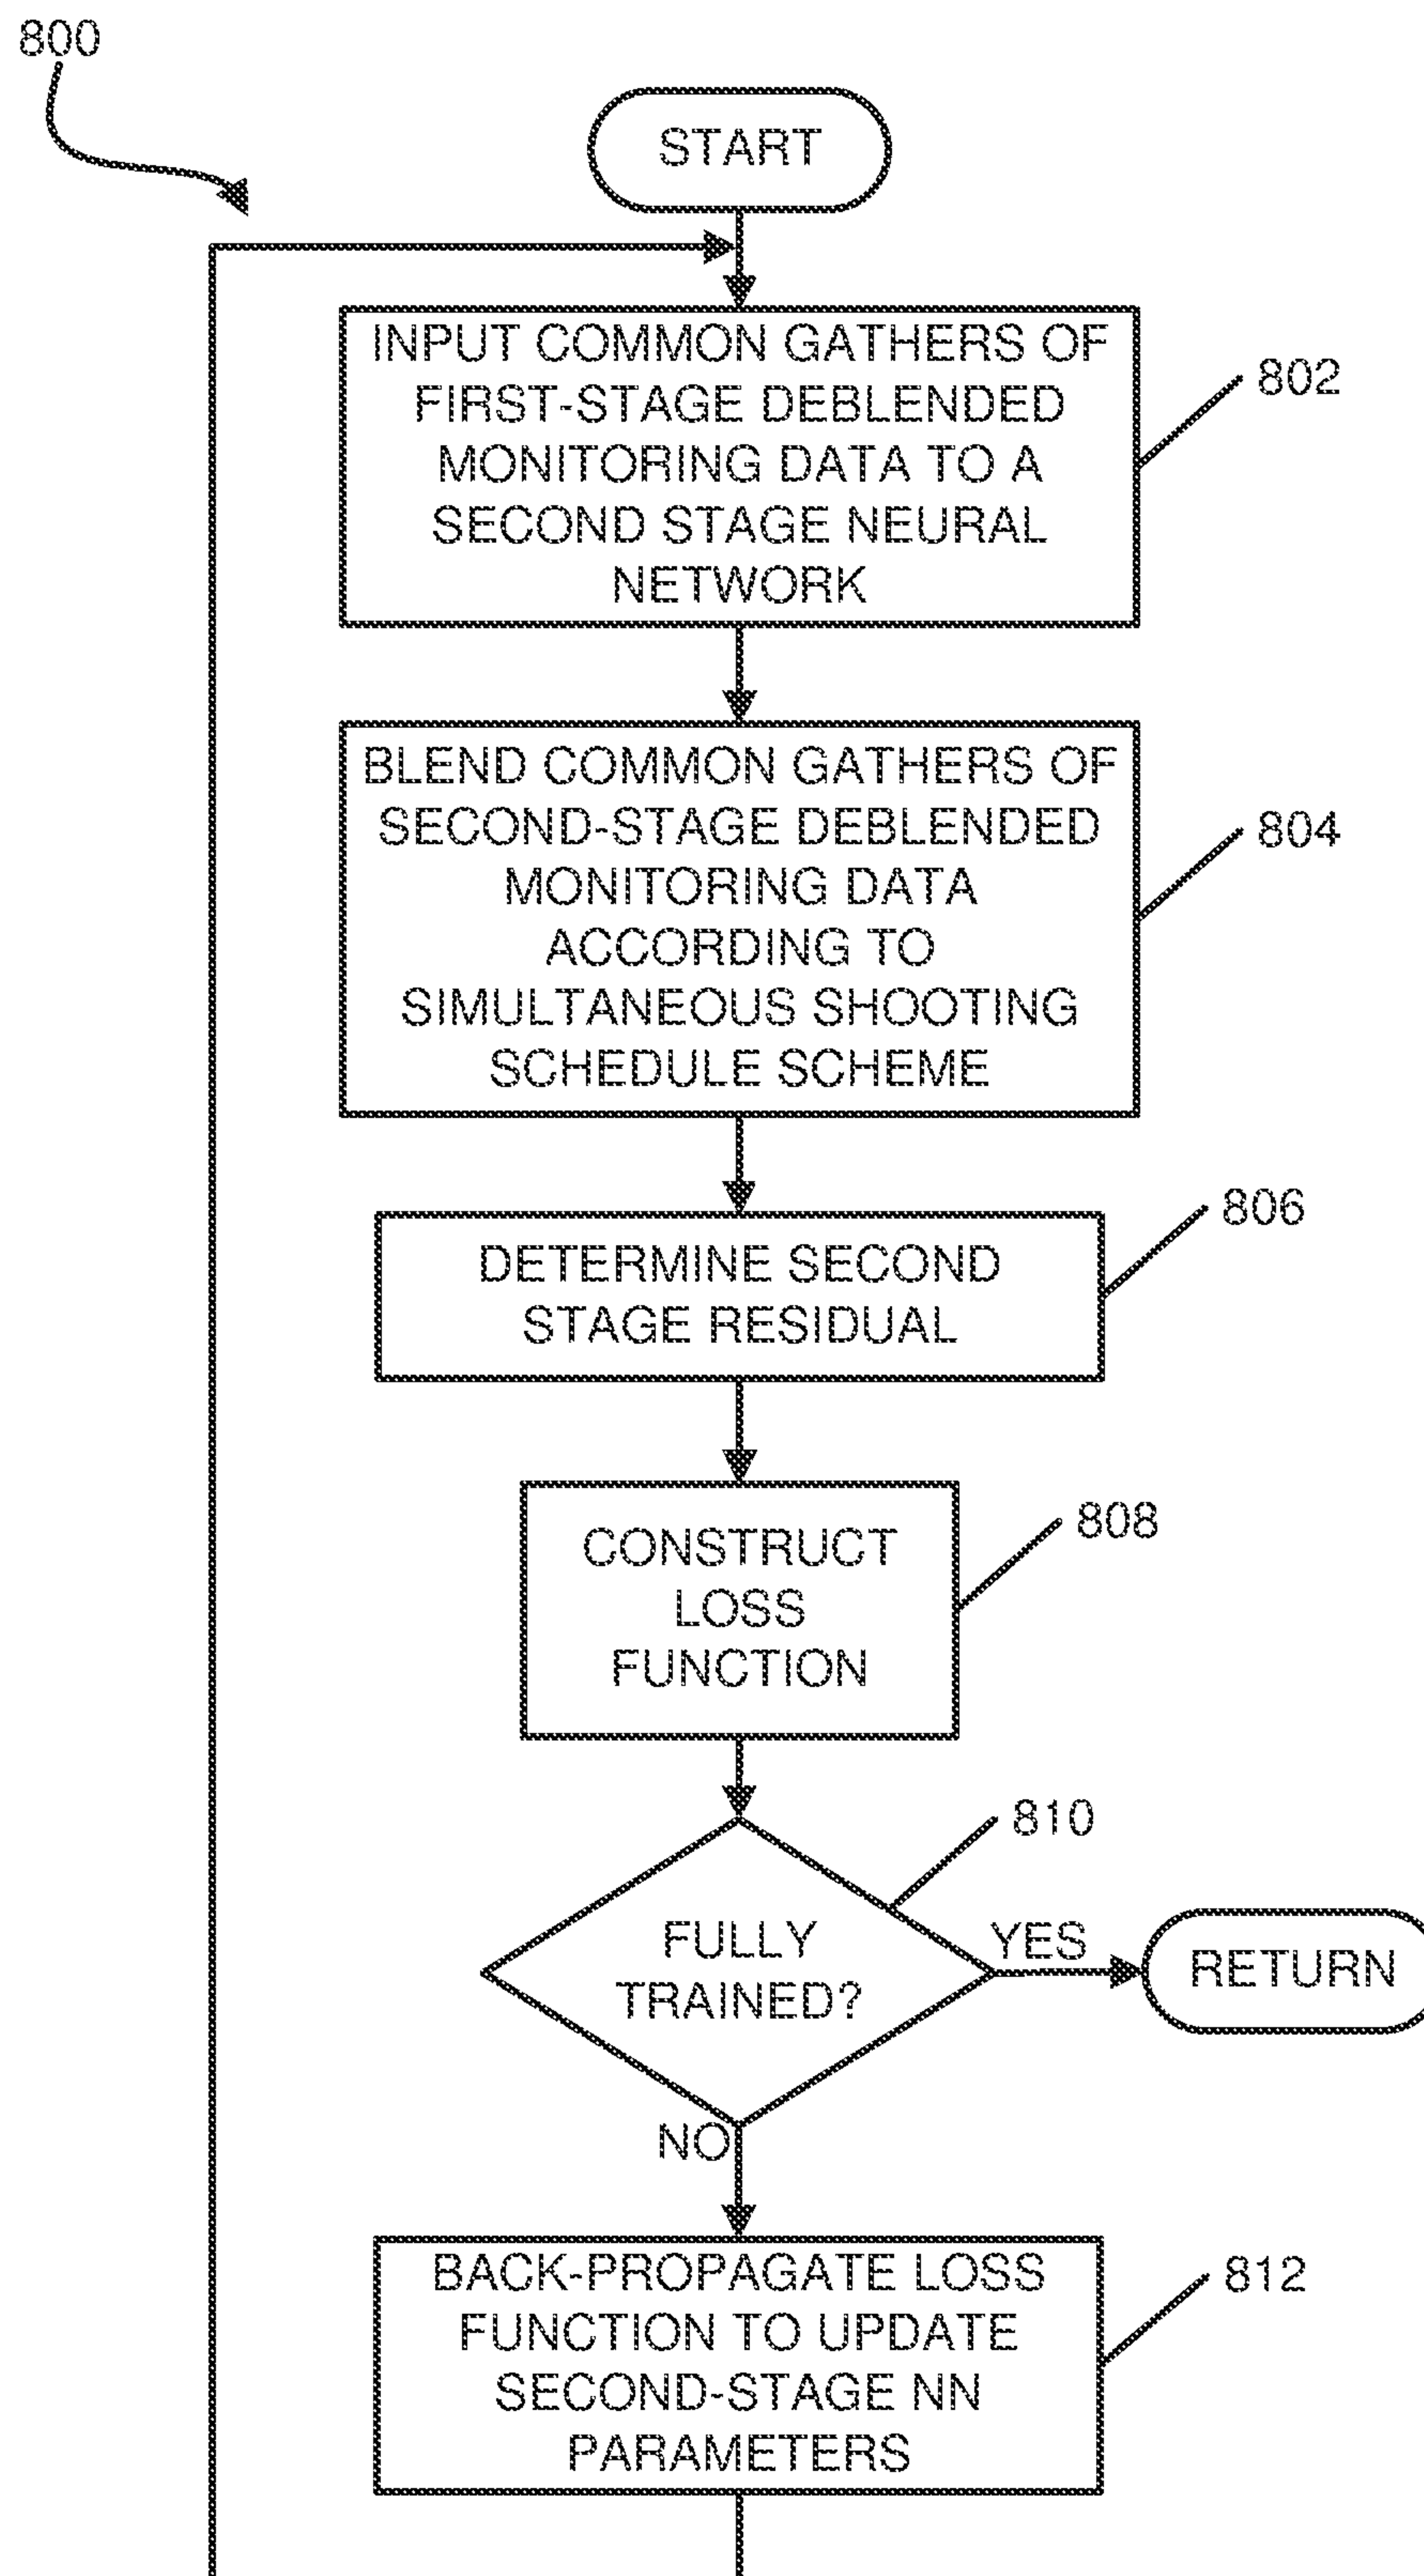 800
START
INPUT COMMON GATHERS OF
FIRST-STAGE DEBLENDED
MONITORING DATA TO A
SECOND STAGE NEURAL
NETWORK
802
BLEND COMMON GATHERS OF
SECOND-STAGE DEBLENDED
MONITORING DATA
ACCORDING TO
SIMULTANEOUS SHOOTING
SCHEDULE SCHEME
804
DETERMINE SECOND
STAGE RESIDUAL
806
CONSTRUCT
LOSS
FUNCTION
808
FULLY
TRAINED?
810
YES
RETURN
NO
BACK-PROPAGATE LOSS
FUNCTION TO UPDATE
SECOND-STAGE NN
PARAMETERS
812